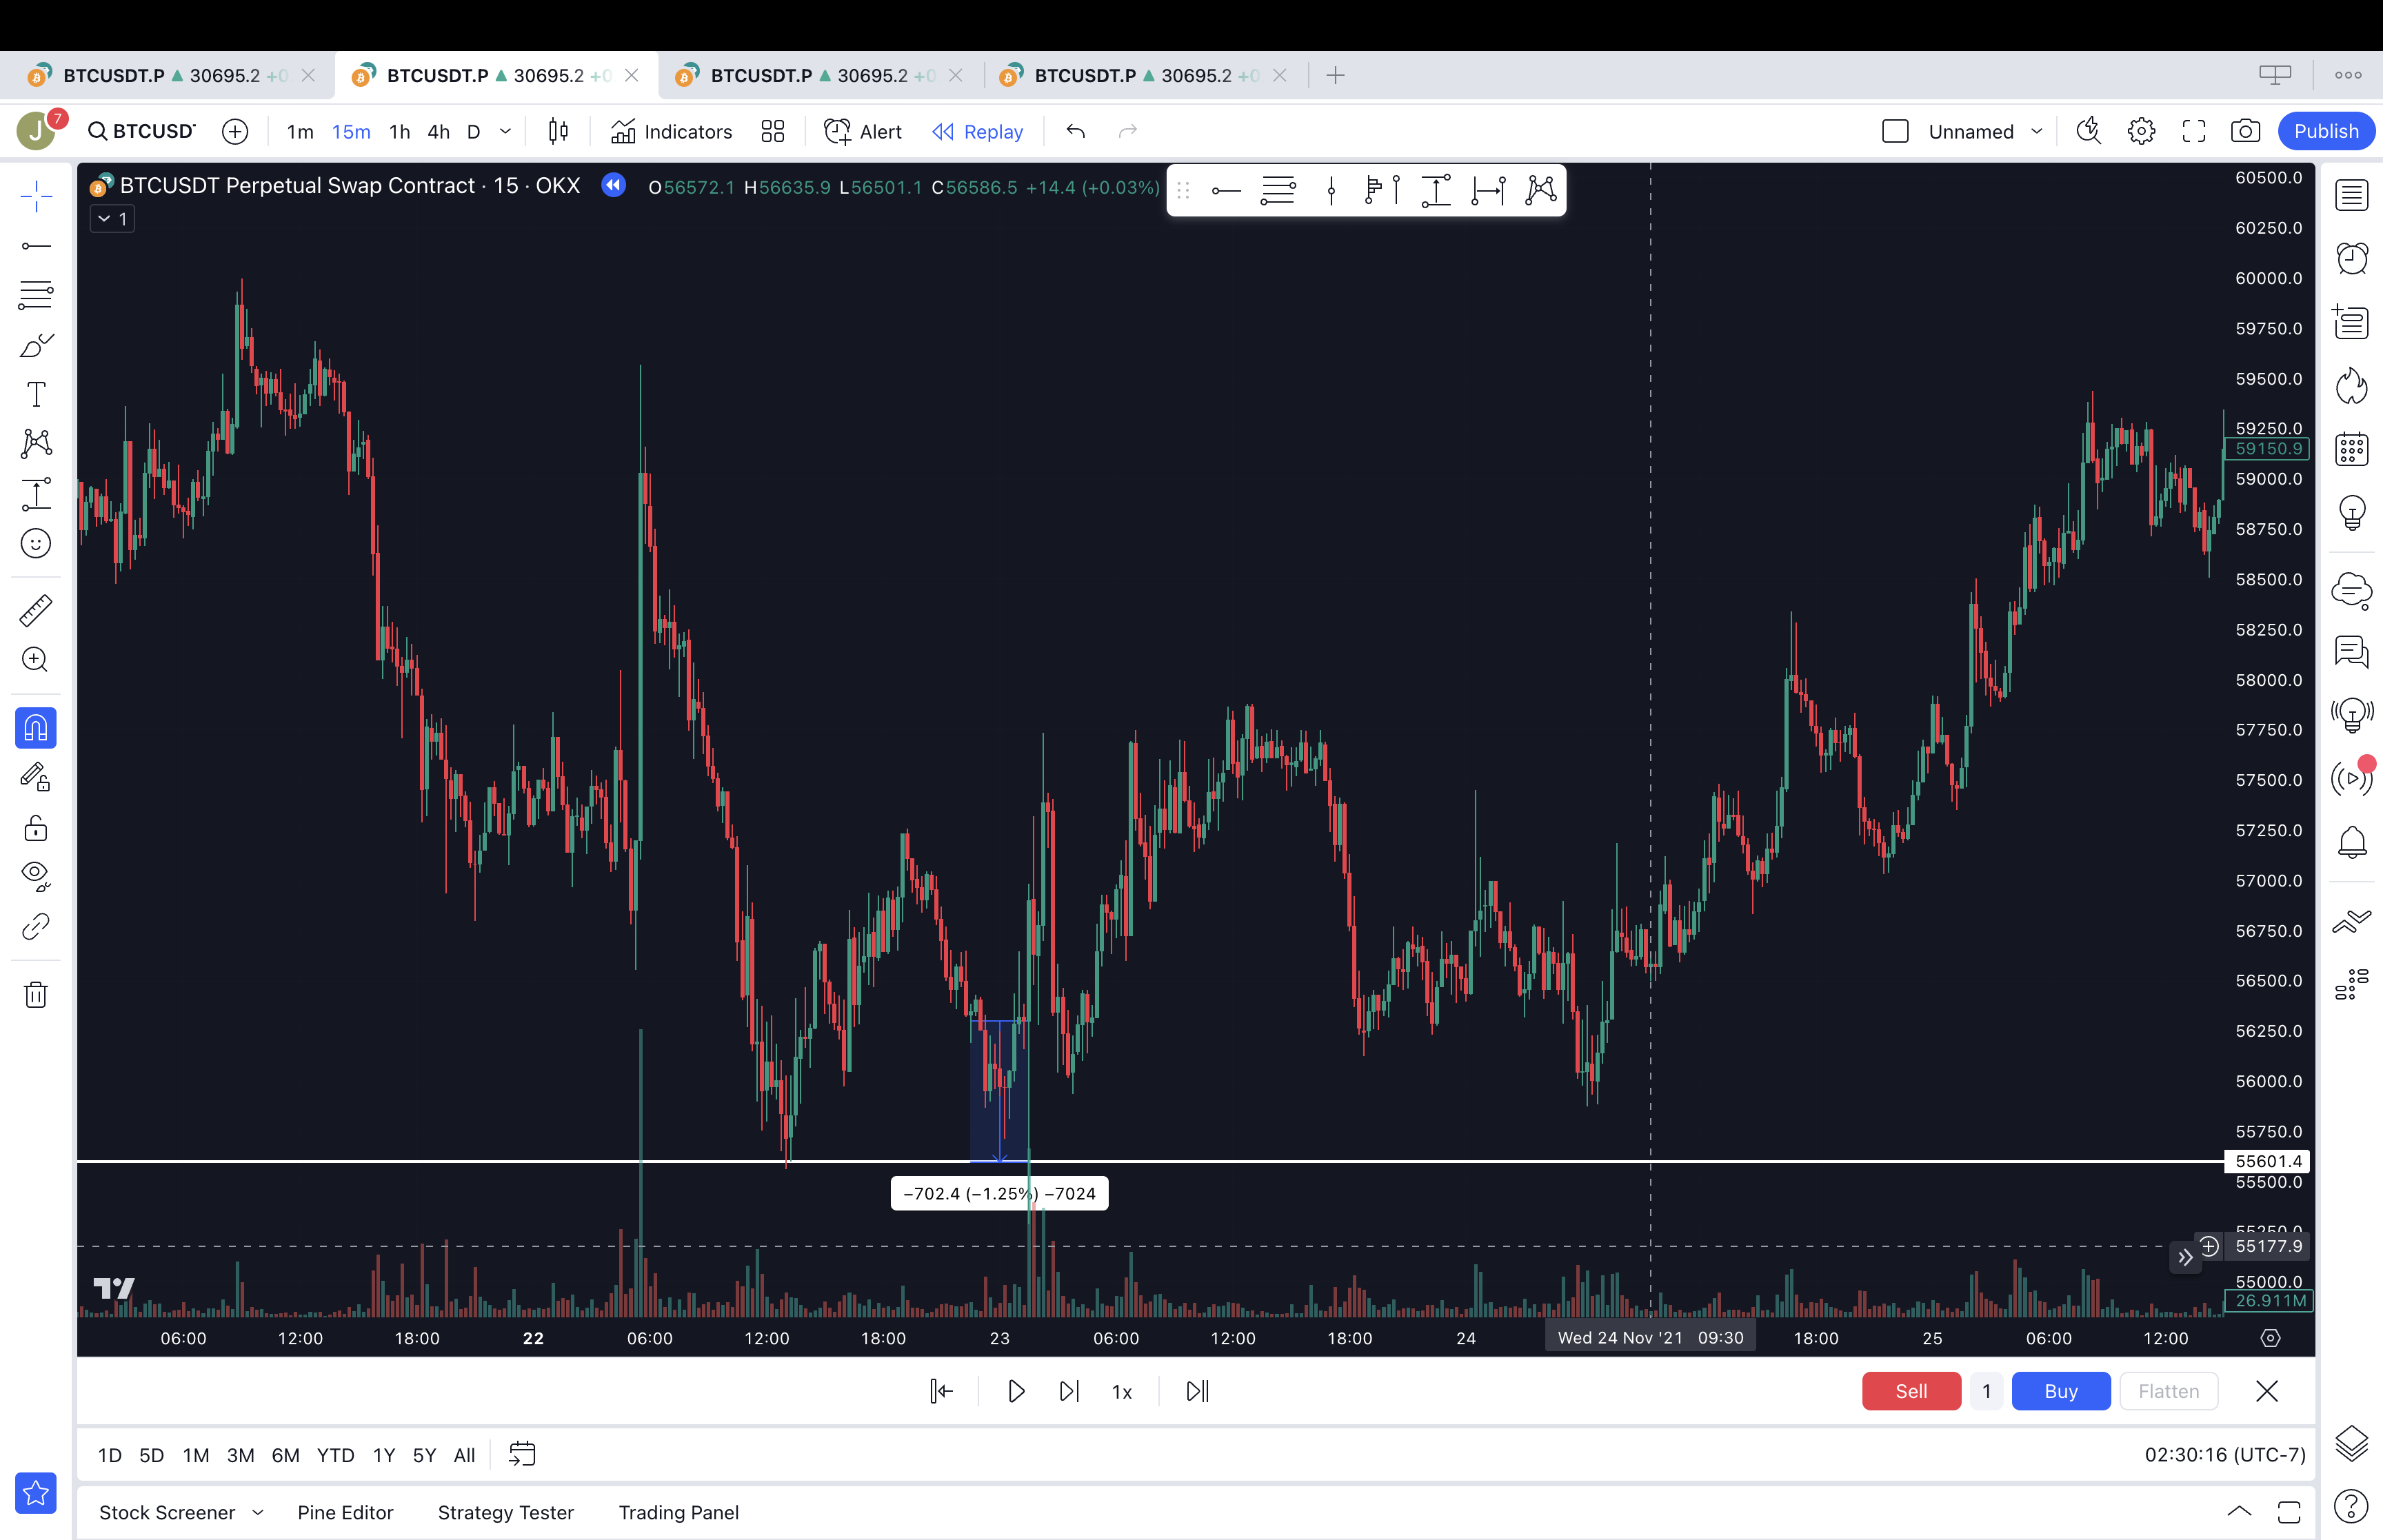 BTCUSDT.P 30695.2 +0
BTCUSDT.P 30695.2 +0
BTCUSDT.P 30695.2 +0
BTCUSDT.P 30695.2 +0
J 7 BTCUSD 1m 15m 1h 4h D Indicators Alert Replay Unnamed Publish
BTCUSDT Perpetual Swap Contract · 15 · OKX O56572.1 H56635.9 L56501.1 C56586.5 +14.4 (+0.03%)
1
60500.0
60250.0
60000.0
59750.0
59500.0
59250.0
59150.9
59000.0
58750.0
58500.0
58250.0
58000.0
57750.0
57500.0
57250.0
57000.0
56750.0
56500.0
56250.0
56000.0
55750.0
55601.4
55500.0
−702.4 (−1.25%) −7024
55250.0
55177.9
55000.0
26.911M
06:00 12:00 18:00 22 06:00 12:00 18:00 23 06:00 12:00 18:00 24 Wed 24 Nov '21 09:30 18:00 25 06:00 12:00
1x Sell 1 Buy Flatten
1D 5D 1M 3M 6M YTD 1Y 5Y All 02:30:16 (UTC-7)
Stock Screener Pine Editor Strategy Tester Trading Panel